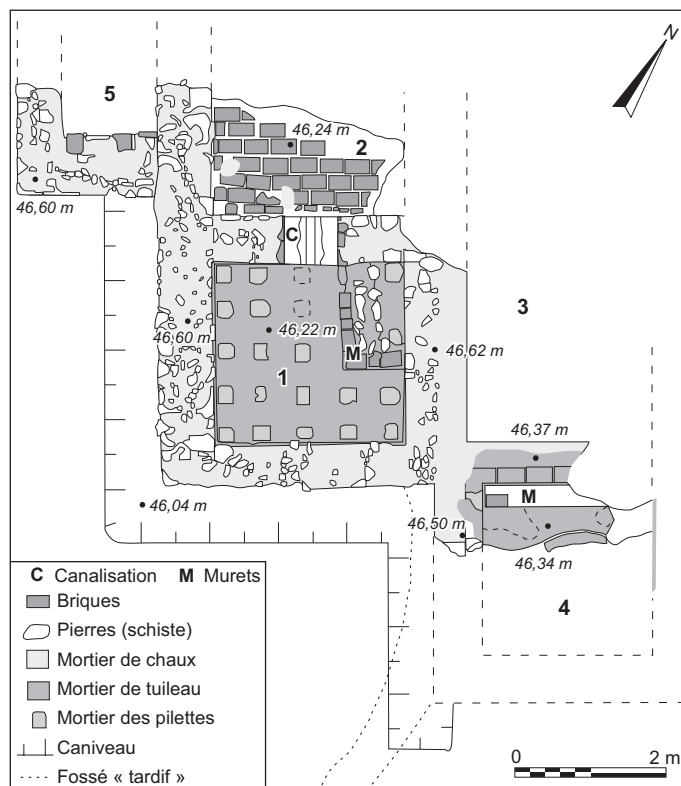 N
5
46,24 m
2
46,60 m
C
3
46,60 m
46,22 m
46,62 m
M
1
46,37 m
M
46,04 m
46,50 m
46,34 m
4
C Canalisation M Murets
Briques
Pierres (schiste)
Mortier de chaux
Mortier de tuileau
Mortier des pilettes
Caniveau
Fossé « tardif »
0 2 m